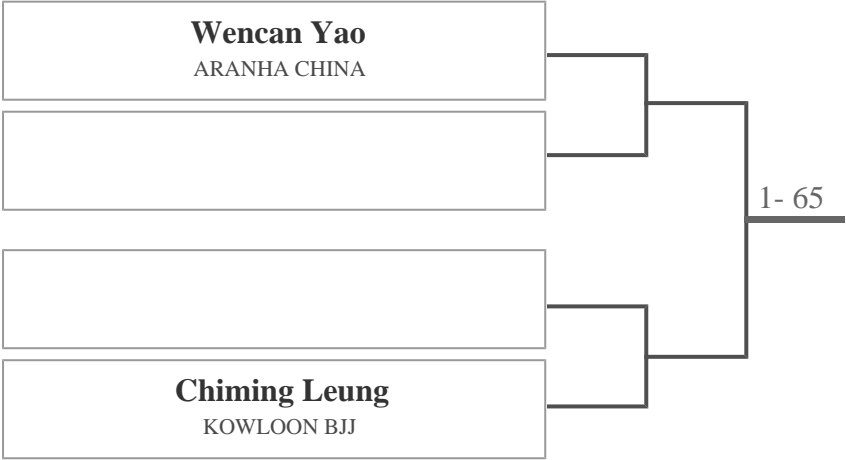 Wencan Yao
ARANHA CHINA
1- 65
Chiming Leung
KOWLOON BJJ